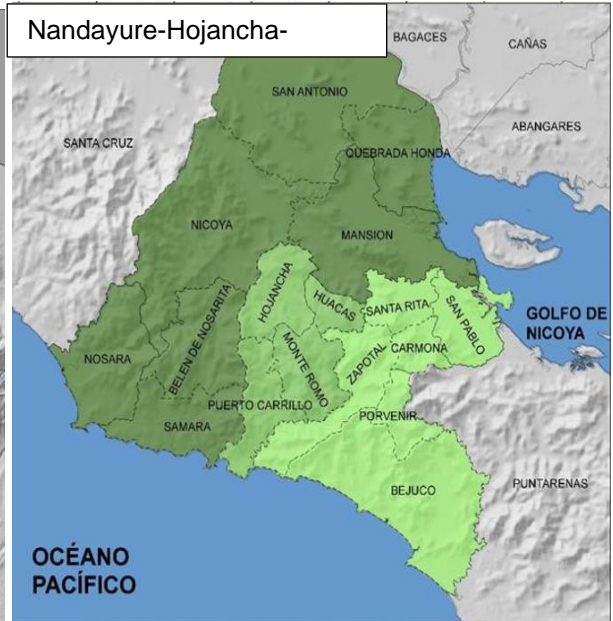 Nandayure-Hojancha-
BAGACES
CAÑAS
SAN ANTONIO
ABANGARES
SANTA CRUZ
QUEBRADA HONDA
NICOYA
MANSION
HOJANCHA
HUACAS
SANTA RITA
SAN PABLO
GOLFO DE
NICOYA
BELEN DE NOSARITA
NOSARA
MONTE ROMO
ZAPOTAL
CARMONA
PUERTO CARRILLO
PORVENIR
SAMARA
BEJUCO
PUNTARENAS
OCÉANO
PACÍFICO